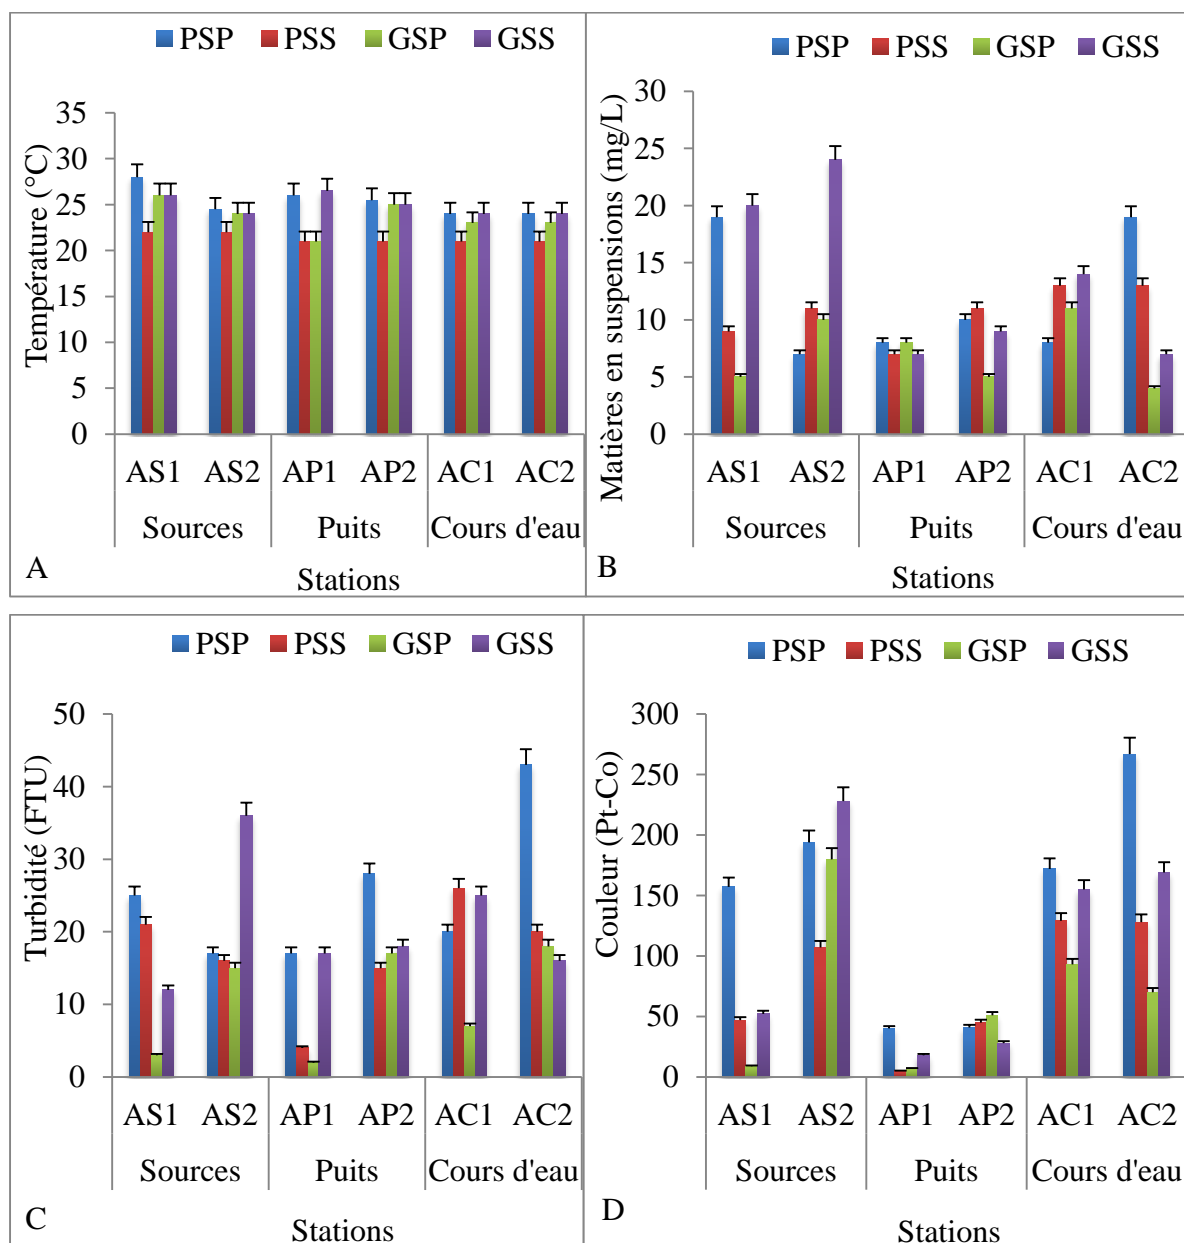 PSP PSS GSP GSS
Température (°C)
35
30
25
20
15
10
5
0
AS1 AS2 AP1 AP2 AC1 AC2
Sources Puits Cours d'eau
A
Stations
PSP PSS GSP GSS
Matières en suspensions (mg/L)
30
25
20
15
10
5
0
AS1 AS2 AP1 AP2 AC1 AC2
Sources Puits Cours d'eau
B
Stations
PSP PSS GSP GSS
Turbidité (FTU)
50
40
30
20
10
0
AS1 AS2 AP1 AP2 AC1 AC2
Sources Puits Cours d'eau
C
Stations
PSP PSS GSP GSS
Couleur (Pt-Co)
300
250
200
150
100
50
0
AS1 AS2 AP1 AP2 AC1 AC2
Sources Puits Cours d'eau
D
Stations